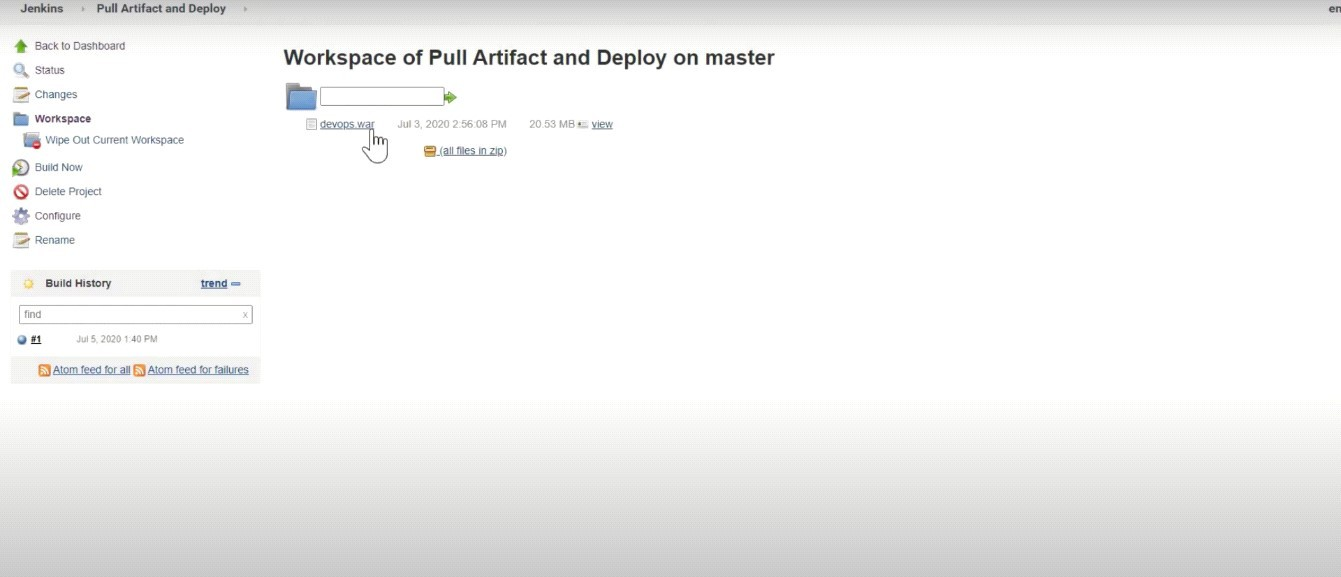 Jenkins Pull Artifact and Deploy en
Back to Dashboard
Status
Changes
Workspace
Wipe Out Current Workspace
Build Now
Delete Project
Configure
Rename
Build History trend
find x
#1 Jul 5, 2020 1:40 PM
Atom feed for all Atom feed for failures
Workspace of Pull Artifact and Deploy on master
devops.war Jul 3, 2020 2:56:08 PM 20.53 MB view
(all files in zip)